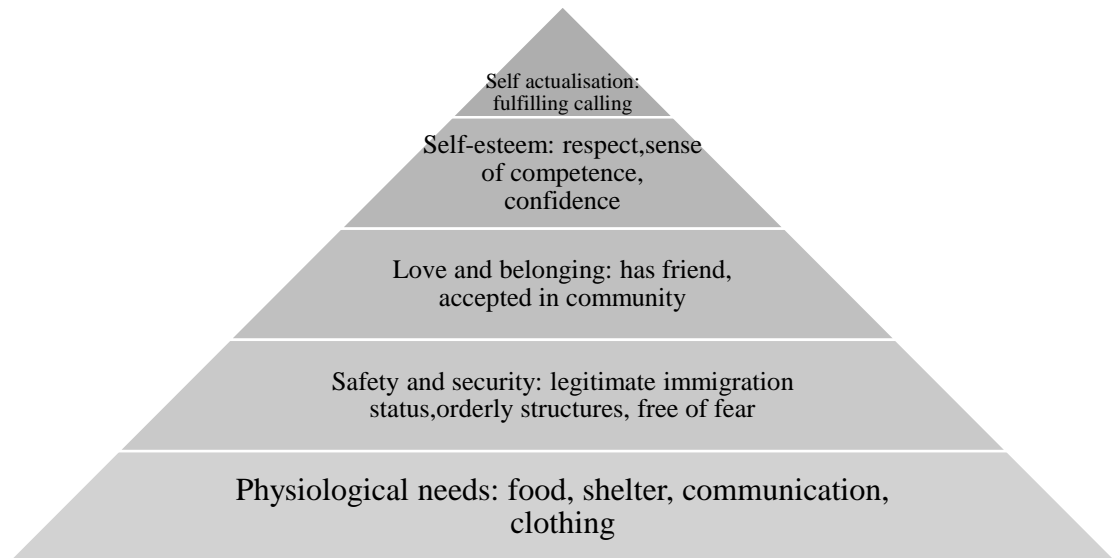 Self actualisation:
fulfilling calling
Self-esteem: respect,sense
of competence,
confidence
Love and belonging: has friend,
accepted in community
Safety and security: legitimate immigration
status,orderly structures, free of fear
Physiological needs: food, shelter, communication,
clothing